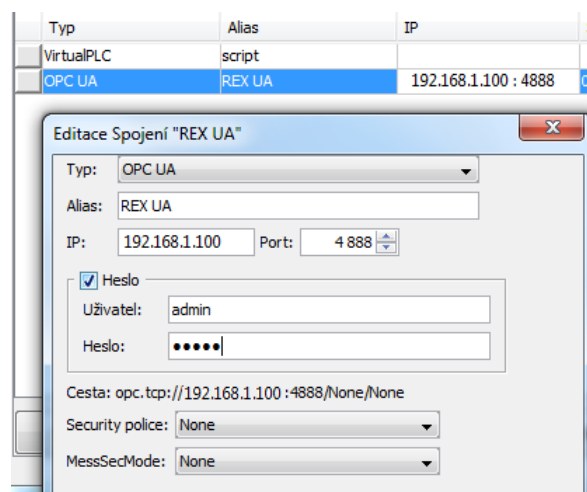 Typ Alias IP
VirtualPLC script
OPC UA REX UA 192.168.1.100 : 4888
Editace Spojení "REX UA"
Typ: OPC UA
Alias: REX UA
IP: 192.168.1.100 Port: 4 888
Heslo
Uživatel: admin
Heslo: •••••
Cesta: opc.tcp://192.168.1.100 :4888/None/None
Security police: None
MessSecMode: None